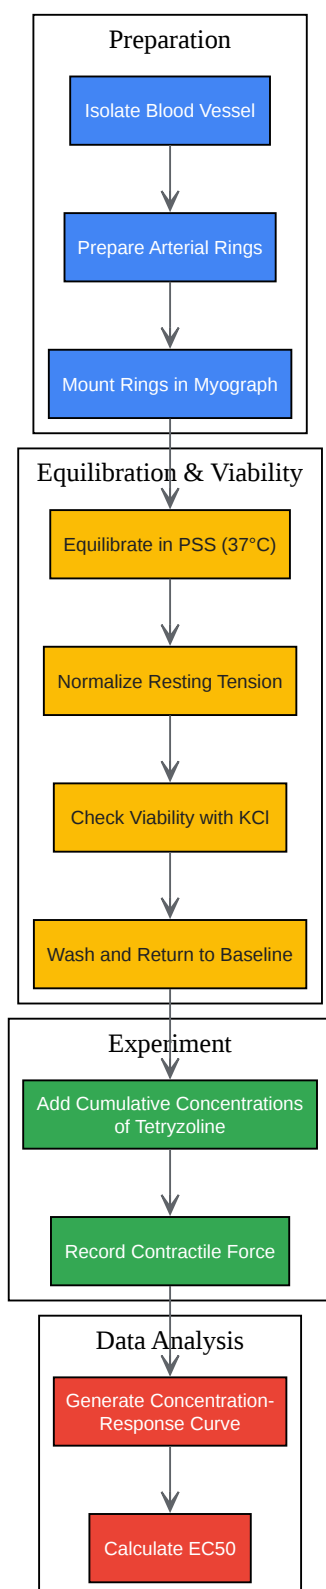 Preparation
Isolate Blood Vessel
Prepare Arterial Rings
Mount Rings in Myograph
Equilibration & Viability
Equilibrate in PSS (37°C)
Normalize Resting Tension
Check Viability with KCl
Wash and Return to Baseline
Experiment
Add Cumulative Concentrations
of Tetryzoline
Record Contractile Force
Data Analysis
Generate Concentration-
Response Curve
Calculate EC50